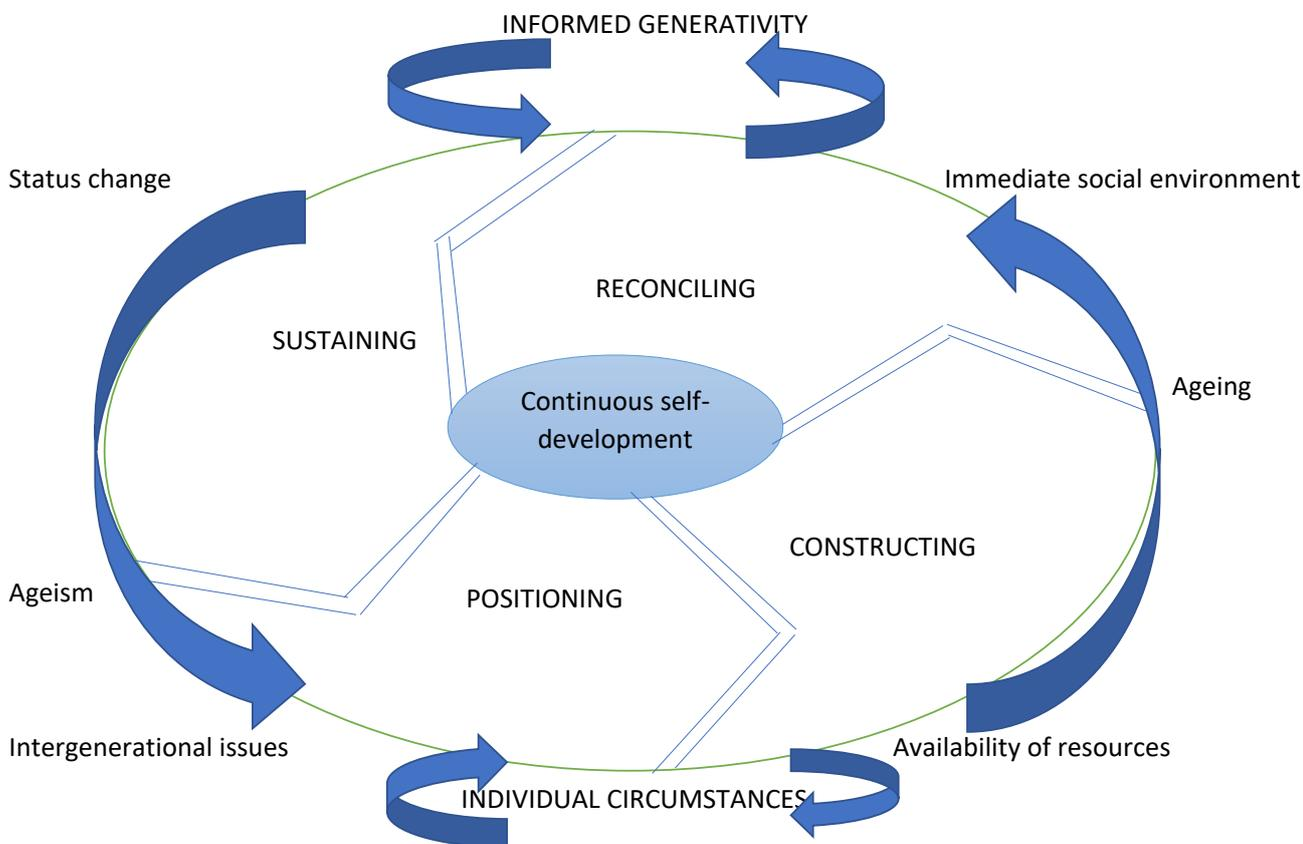 INFORMED GENERATIVITY
Status change
Immediate social environment
RECONCILING
SUSTAINING
Ageing
Continuous self-
development
CONSTRUCTING
Ageism
POSITIONING
Intergenerational issues
Availability of resources
INDIVIDUAL CIRCUMSTANCES